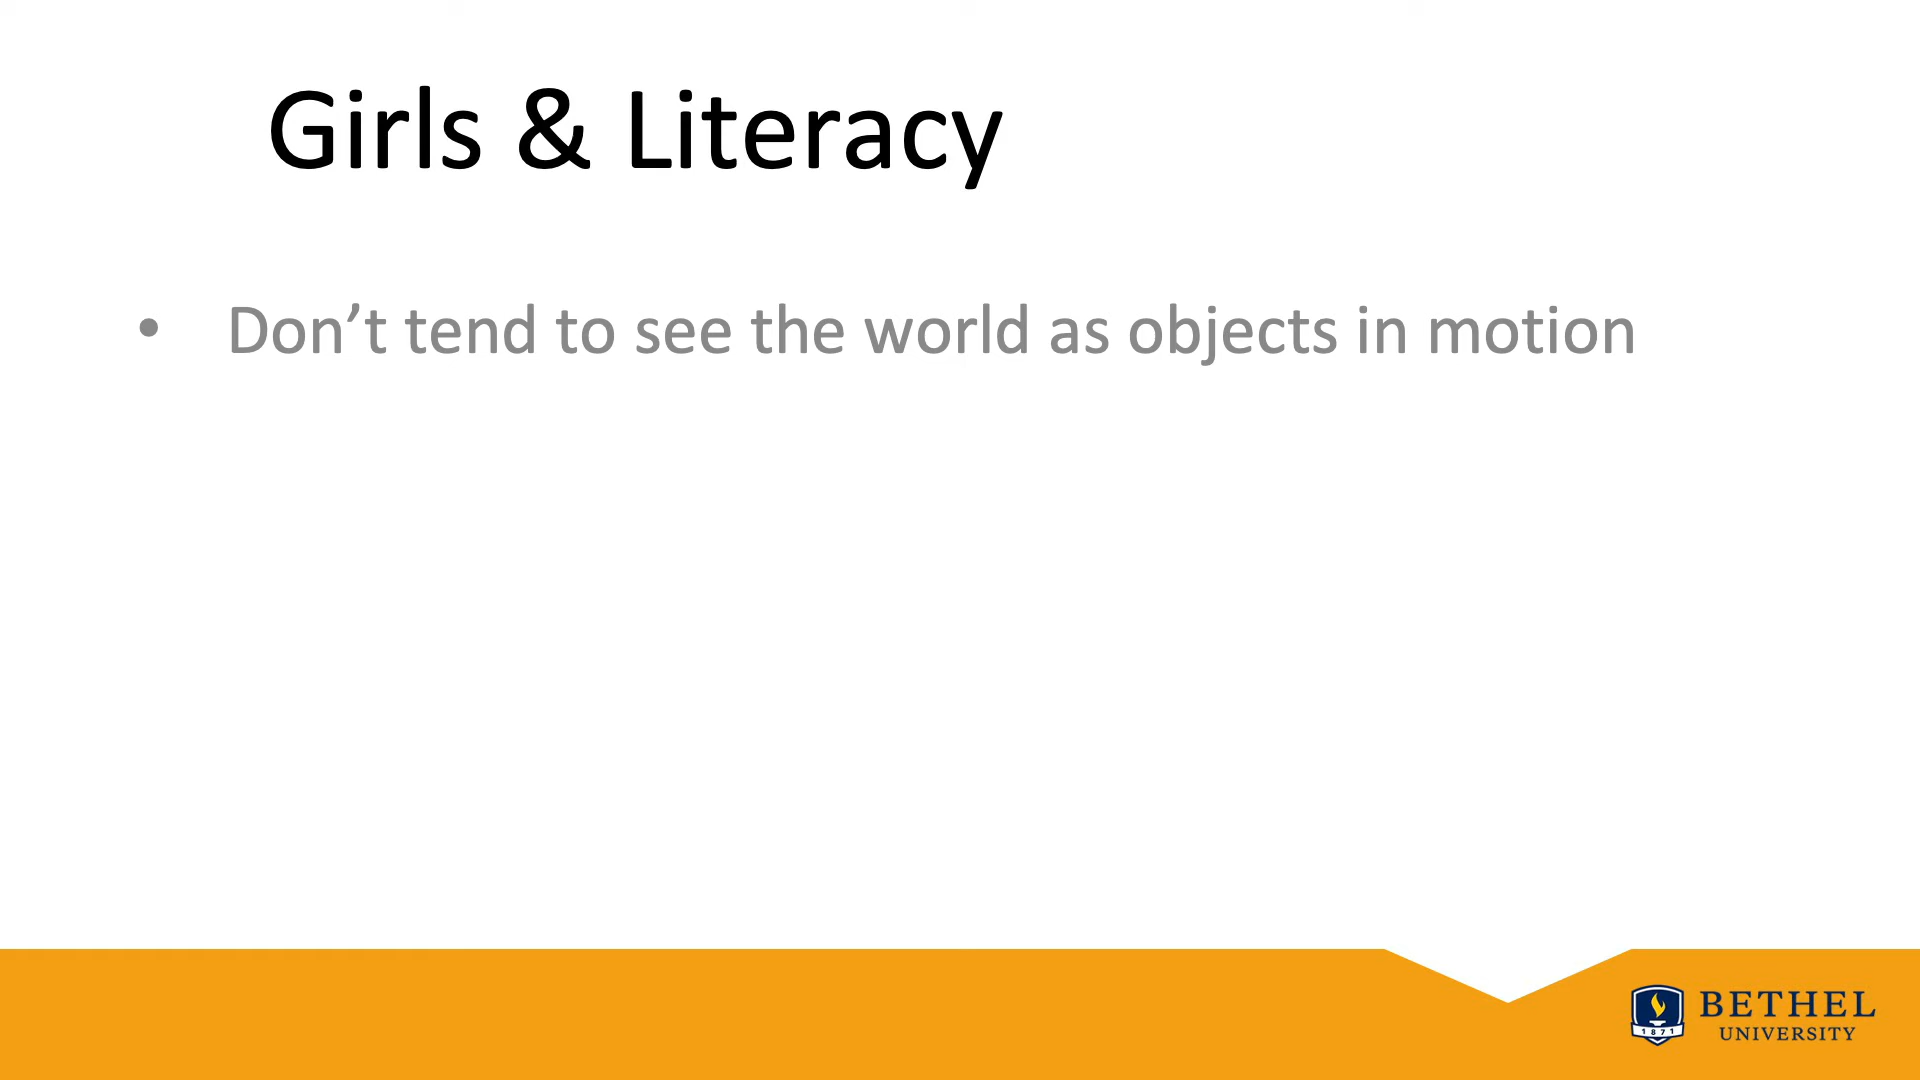 Girls & Literacy
• Don’t tend to see the world as objects in motion
1871
BETHEL
UNIVERSITY